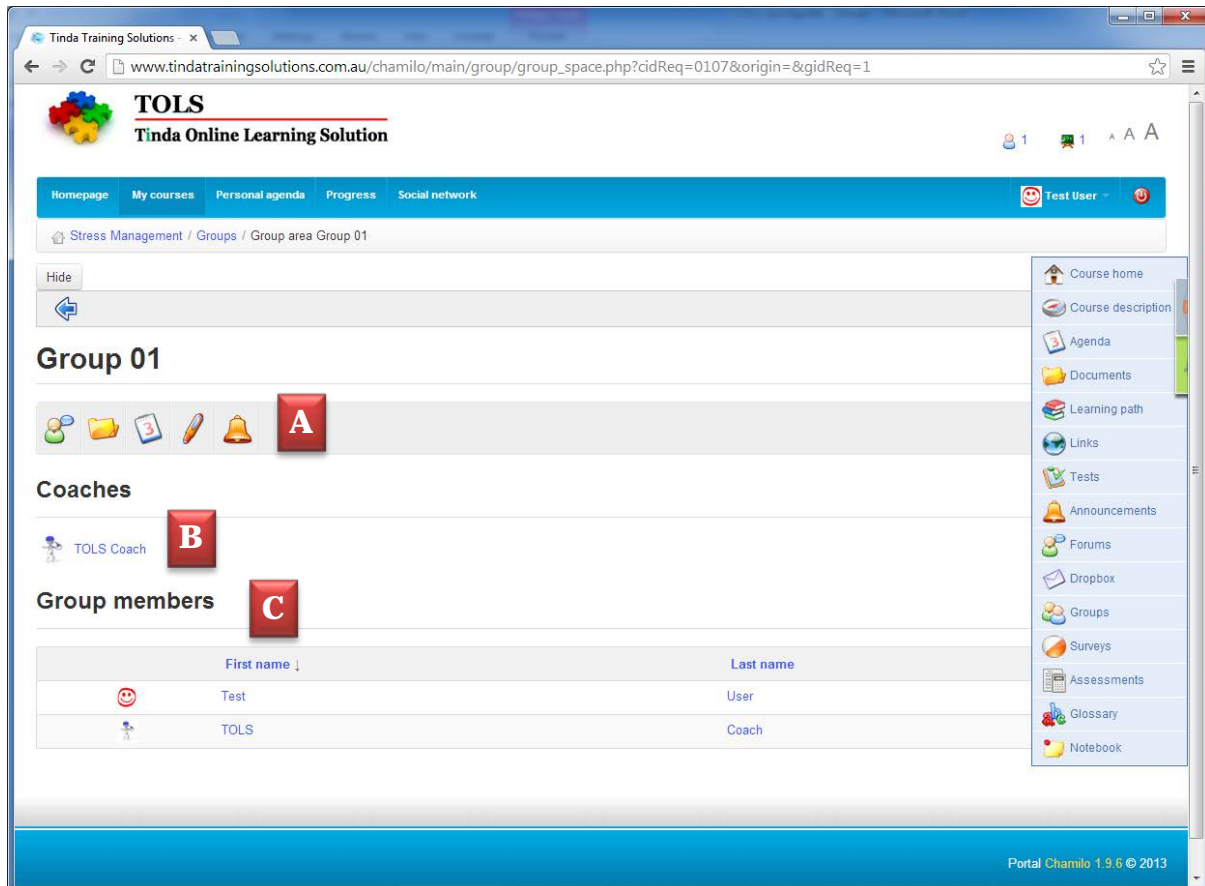 Tinda Training Solutions -
www.tindatrainingsolutions.com.au/chamilo/main/group/group_space.php?cidReq=0107&origin=&gidReq=1
TOLS
Tinda Online Learning Solution
1 1 A A A
Homepage My courses Personal agenda Progress Social network Test User
Stress Management / Groups / Group area Group 01
Hide
Course home
Course description
Agenda
Documents
Learning path
Links
Tests
Announcements
Forums
Dropbox
Groups
Surveys
Assessments
Glossary
Notebook
Group 01
3
A
Coaches
TOLS Coach
B
Group members
C
First name ↓ Last name
Test User
TOLS Coach
Portal Chamilo 1.9.6 © 2013